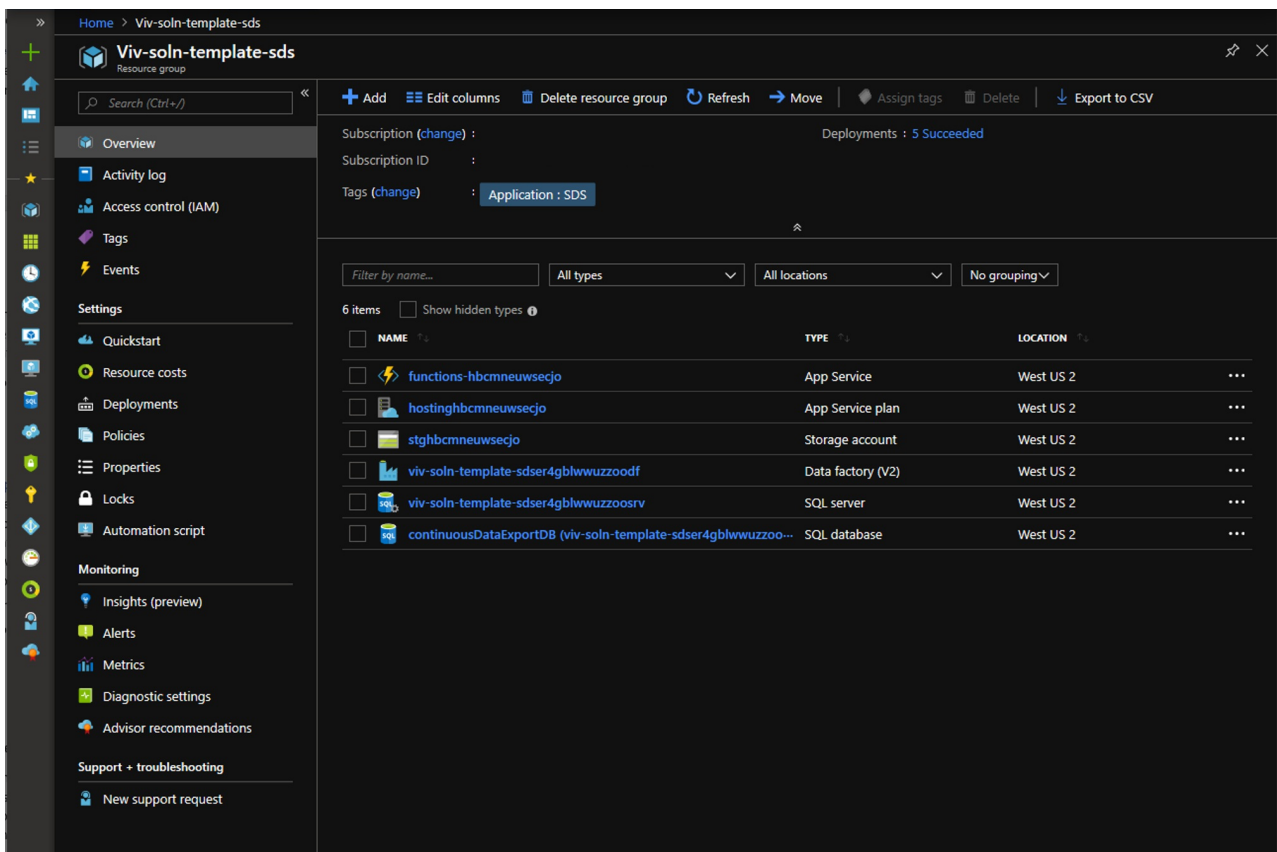 » Home > Viv-soln-template-sds
Viv-soln-template-sds
Resource group
Search (Ctrl+/)
«
Overview
Activity log
Access control (IAM)
Tags
Events
Settings
Quickstart
Resource costs
Deployments
Policies
Properties
Locks
Automation script
Monitoring
Insights (preview)
Alerts
Metrics
Diagnostic settings
Advisor recommendations
Support + troubleshooting
New support request
Add Edit columns Delete resource group Refresh Move Assign tags Delete Export to CSV
Subscription (change) : Deployments : 5 Succeeded
Subscription ID :
Tags (change) : Application : SDS
Filter by name... All types All locations No grouping
6 items Show hidden types
NAME TYPE LOCATION
functions-hbcmneuwsecjo App Service West US 2 ...
hostinghbcmneuwsecjo App Service plan West US 2 ...
stghbcmneuwsecjo Storage account West US 2 ...
viv-soln-template-sdser4gblwwuzzoodf Data factory (V2) West US 2 ...
viv-soln-template-sdser4gblwwuzzoosrv SQL server West US 2 ...
continuousDataExportDB (viv-soln-template-sdser4gblwwuzzoo... SQL database West US 2 ...